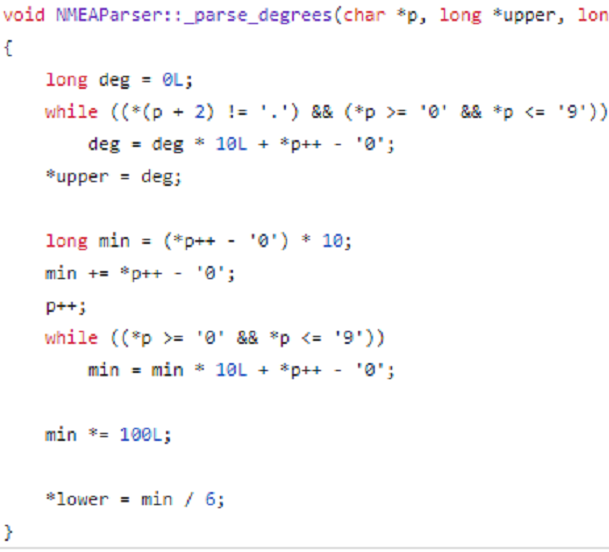 void NMEAParser::_parse_degrees(char *p, long *upper, lon
{
    long deg = 0L;
    while ((*(p + 2) != '.') && (*p >= '0' && *p <= '9'))
        deg = deg * 10L + *p++ - '0';
    *upper = deg;

    long min = (*p++ - '0') * 10;
    min += *p++ - '0';
    p++;
    while ((*p >= '0' && *p <= '9'))
        min = min * 10L + *p++ - '0';

    min *= 100L;

    *lower = min / 6;
}